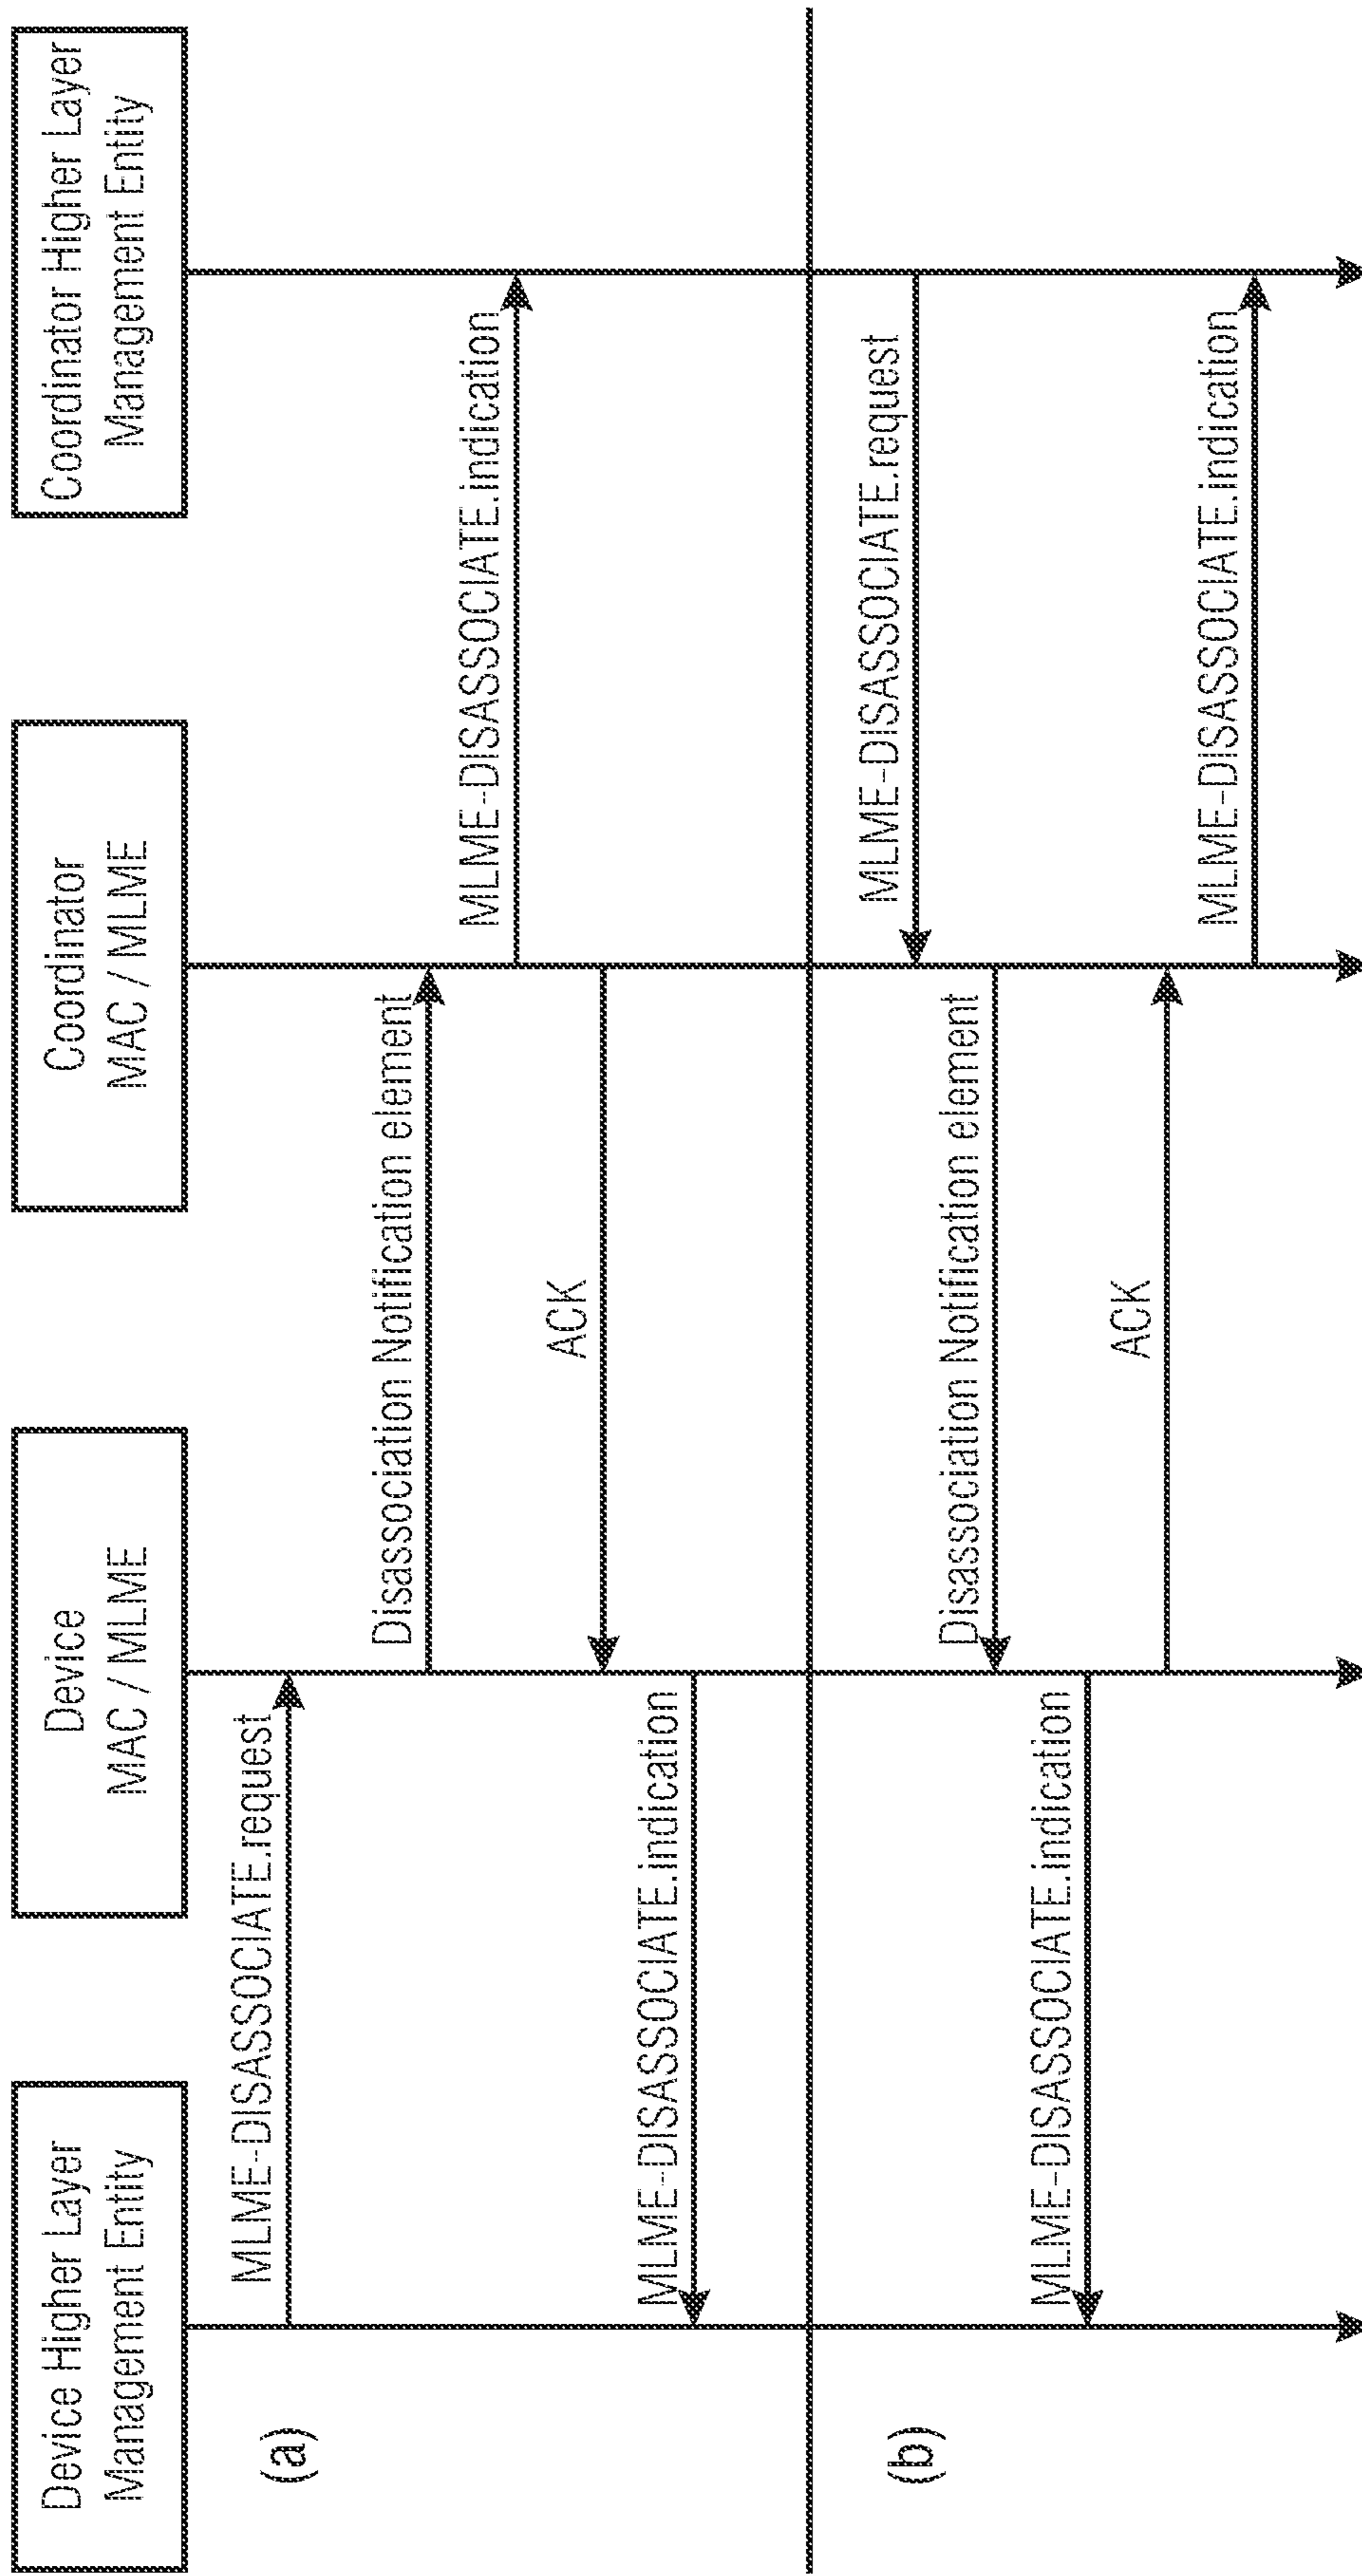 Device Higher Layer
Management Entity
Device
MAC / MLME
Coordinator
MAC / MLME
Coordinator Higher Layer
Management Entity
(a)
MLME-DISASSOCIATE.request
Disassociation Notification element
MLME-DISASSOCIATE.indication
ACK
MLME-DISASSOCIATE.indication
(b)
MLME-DISASSOCIATE.request
Disassociation Notification element
MLME-DISASSOCIATE.indication
ACK
MLME-DISASSOCIATE.indication